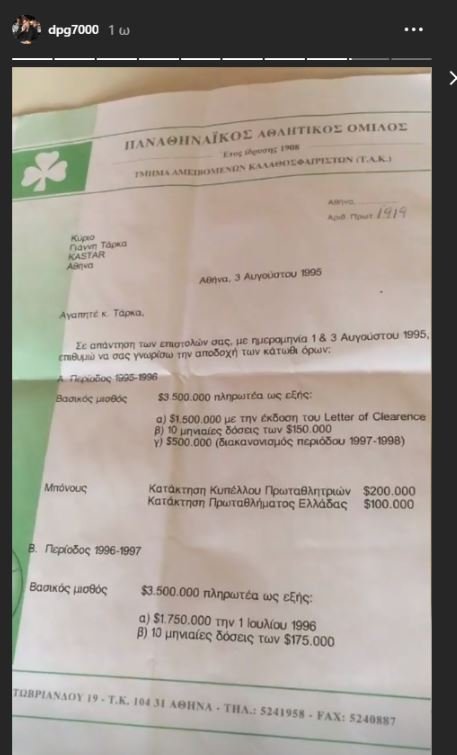 dpg7000 1 ω
ΠΑΝΑΘΗΝΑΪΚΟΣ ΑΘΛΗΤΙΚΟΣ ΟΜΙΛΟΣ
Έτος ίδρυσης 1908
ΤΜΗΜΑ ΑΜΕΙΒΟΜΕΝΩΝ ΚΑΛΑΘΟΣΦΑΙΡΙΣΤΩΝ (Τ.Α.Κ.)
Αθήνα,
Αριθ. Πρωτ. 1919
Κύριο
Γιάννη Τάρκα
KASTAR
Αθήνα
Αθήνα, 3 Αυγούστου 1995
Αγαπητέ κ. Τάρκα,
Σε απάντηση των επιστολών σας, με ημερομηνία 1 & 3 Αυγούστου 1995,
επιθυμώ να σας γνωρίσω την αποδοχή των κάτωθι όρων:
Α. Περίοδος 1995-1996
Βασικός μισθός $3.500.000 πληρωτέα ως εξής:
α) $1.500.000 με την έκδοση του Letter of Clearence
β) 10 μηνιαίες δόσεις των $150.000
γ) $500.000 (διακανονισμός περιόδου 1997-1998)
Μπόνους Κατάκτηση Κυπέλλου Πρωταθλητριών $200.000
Κατάκτηση Πρωταθλήματος Ελλάδας $100.000
Β. Περίοδος 1996-1997
Βασικός μισθός $3.500.000 πληρωτέα ως εξής:
α) $1.750.000 την 1 Ιουλίου 1996
β) 10 μηνιαίες δόσεις των $175.000
ΤΩΒΡΙΑΝΔΟΥ 19 - Τ.Κ. 104 31 ΑΘΗΝΑ - ΤΗΛ.: 5241958 - FAX: 5240887